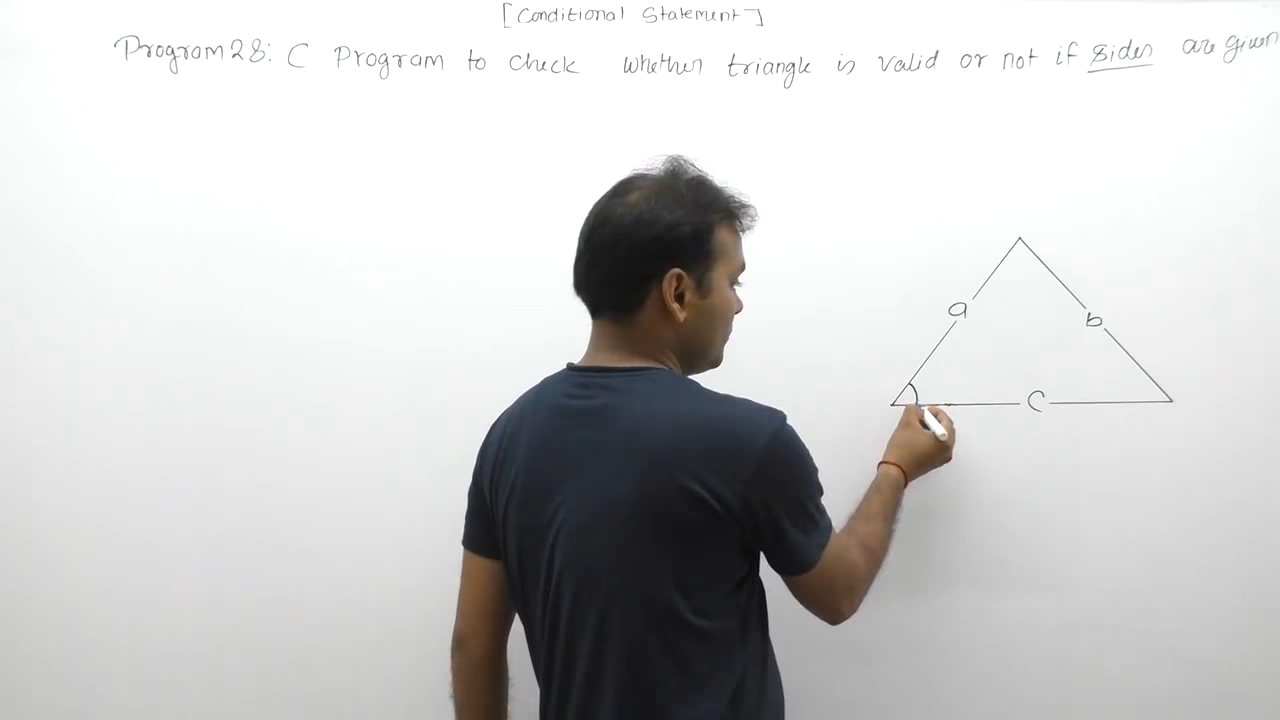 [Conditional Statement]
Program 28: C Program to check whether triangle is valid or not if sides are given
a
b
C